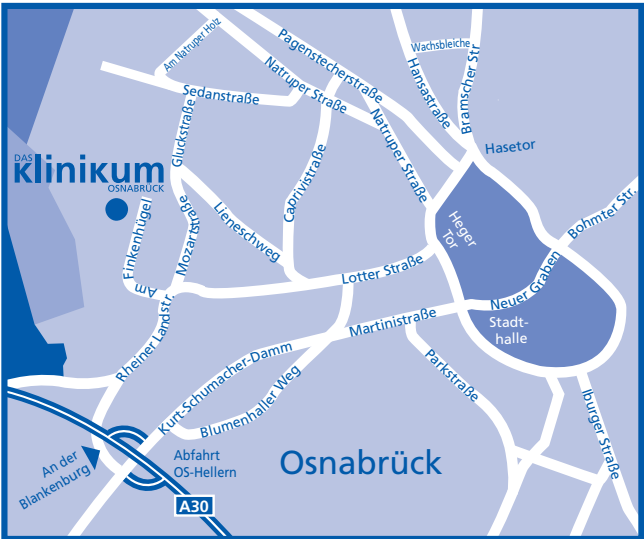 Am Natruper Holz
Pagenstecherstraße
Wachsbleiche
Hansastraße
Bramscher Str
Natruper Straße
Sedanstraße
Gluckstraße
Natruper Straße
Hasetor
DAS
Klinikum
OSNABRÜCK
Caprivistraße
Lieneschweg
Mozartstraße
Am Finkenhügel
Heger
Tor
Bohmter Str.
Lotter Straße
Neuer Graben
Rheiner Landstr.
Martinistraße
Stadt-
halle
Kurt-Schumacher-Damm
Parkstraße
Blumenhaller Weg
Iburger Straße
An der
Blankenburg
Abfahrt
OS-Hellern
Osnabrück
A30